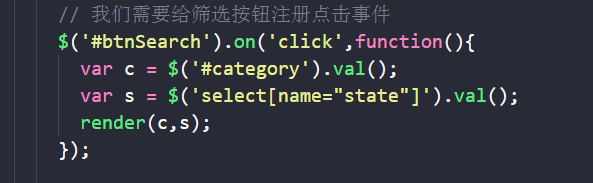 // 我们需要给筛选按钮注册点击事件
$('#btnSearch').on('click',function(){
var c = $('#category').val();
var s = $('select[name="state"]').val();
render(c,s);
});